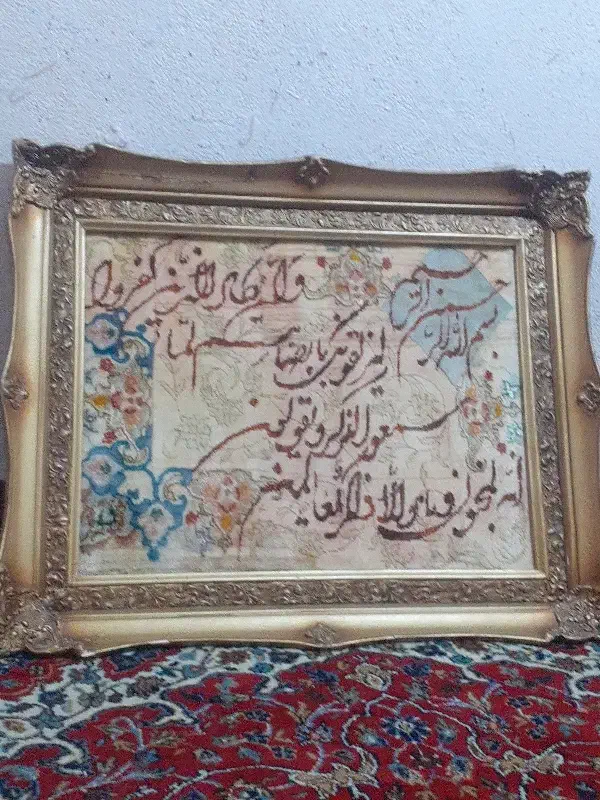 بسم الله الرحمن الرحیم
و ان یکاد الذین کفروا
لیزلقونک بابصارهم لما
سمعوا الذکر و یقولون
انه لمجنون و ما هو الا ذکر للعالمین